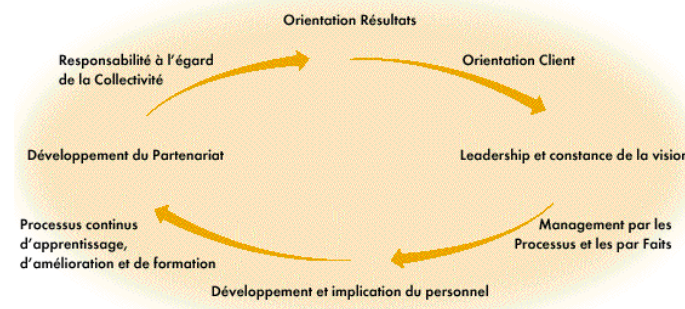 Orientation Résultats
Responsabilité à l'égard
de la Collectivité
Orientation Client
Développement du Partenariat
Leadership et constance de la vision
Processus continus
d'apprentissage,
d'amélioration et de formation
Management par les
Processus et les par Faits
Développement et implication du personnel